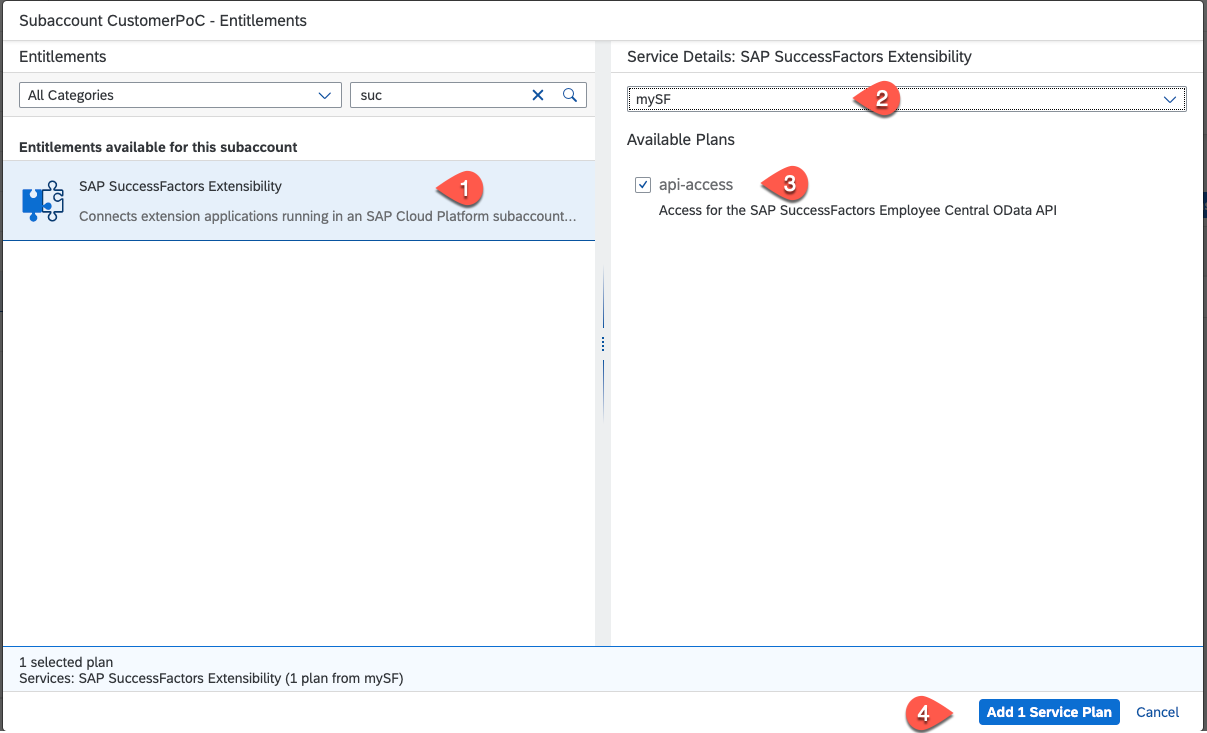 Subaccount CustomerPoC - Entitlements
Entitlements
All Categories
suc
Entitlements available for this subaccount
SAP SuccessFactors Extensibility
1
Connects extension applications running in an SAP Cloud Platform subaccount...
Service Details: SAP SuccessFactors Extensibility
mySF
2
Available Plans
api-access
3
Access for the SAP SuccessFactors Employee Central OData API
1 selected plan
Services: SAP SuccessFactors Extensibility (1 plan from mySF)
4
Add 1 Service Plan
Cancel